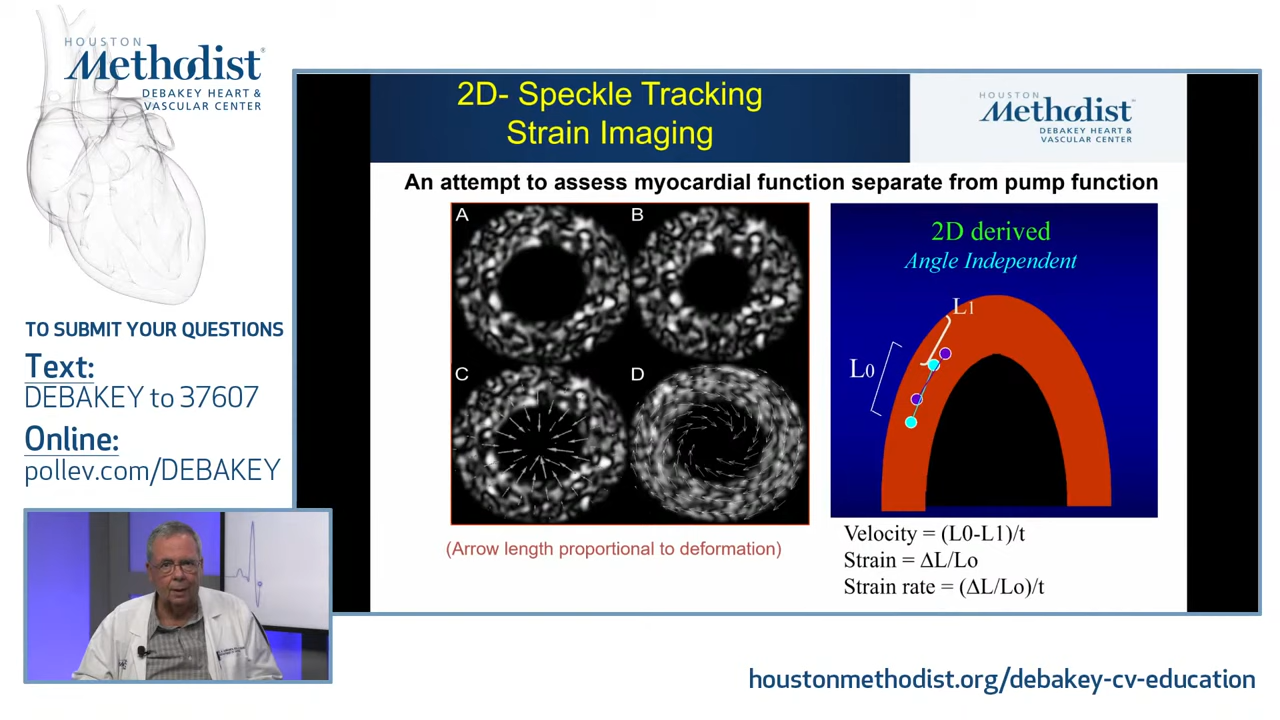 HOUSTON
Methodist
DEBAKEY HEART &
VASCULAR CENTER
TO SUBMIT YOUR QUESTIONS
Text:
DEBAKEY to 37607
Online:
pollev.com/DEBAKEY
2D- Speckle Tracking
Strain Imaging
HOUSTON
Methodist
DEBAKEY HEART &
VASCULAR CENTER
An attempt to assess myocardial function separate from pump function
A
B
C
D
(Arrow length proportional to deformation)
2D derived
Angle Independent
L1
L0
Velocity = (L0-L1)/t
Strain = ΔL/Lo
Strain rate = (ΔL/Lo)/t
houstonmethodist.org/debakey-cv-education